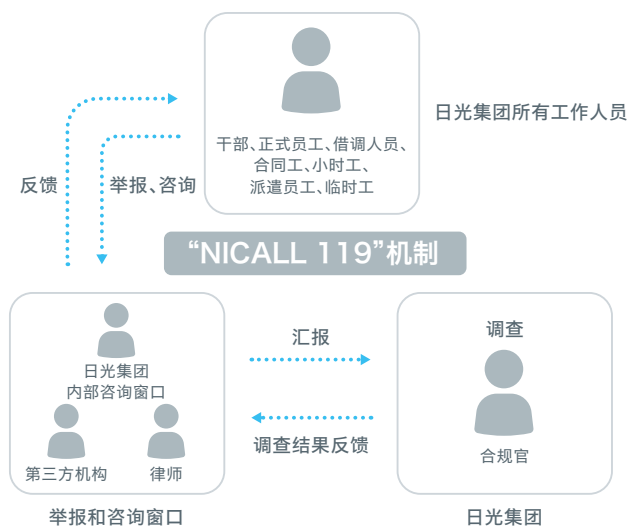 日光集团所有工作人员
干部、正式员工、借调人员、
合同工、小时工、
派遣员工、临时工
反馈
举报、咨询
“NICALL 119”机制
日光集团
内部咨询窗口
第三方机构
律师
举报和咨询窗口
汇报
调查结果反馈
调查
合规官
日光集团